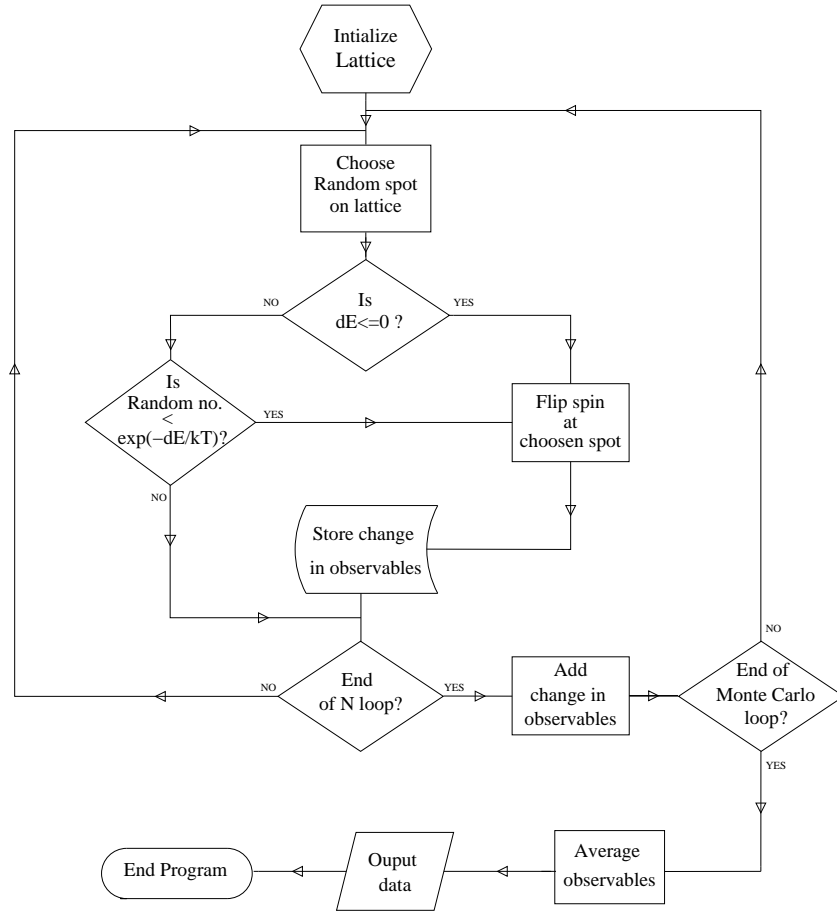 Intialize
Lattice
Choose
Random spot
on lattice
Is
dE<=0 ?
NO
YES
Is
Random no.
<
exp(−dE/kT)?
YES
NO
Flip spin
at
choosen spot
Store change
in observables
End
of N loop?
NO
YES
Add
change in
observables
End of
Monte Carlo
loop?
NO
YES
Average
observables
Ouput
data
End Program